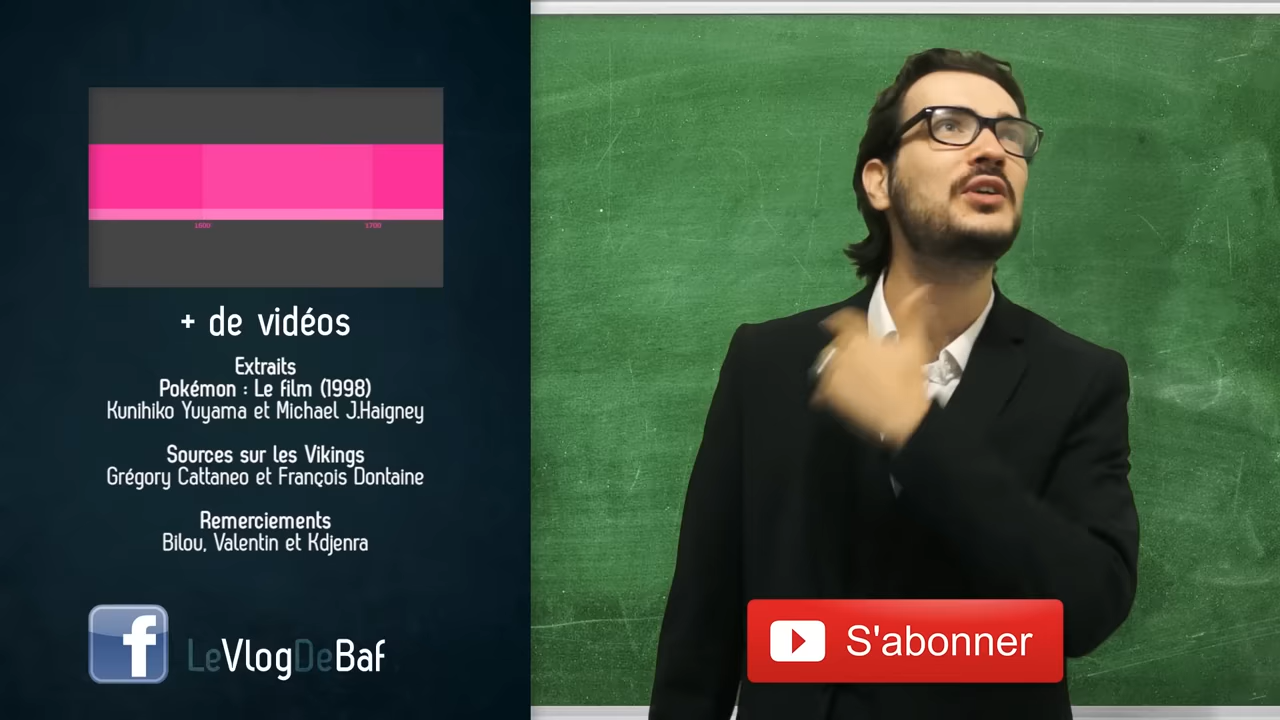 1600
1700
+ de vidéos
Extraits
Pokémon : Le film (1998)
Kunihiko Yuyama et Michael J.Haigney
Sources sur les Vikings
Grégory Cattaneo et François Dontaine
Remerciements
Bilou, Valentin et Kdjenra
f LeVlogDeBaf
S'abonner